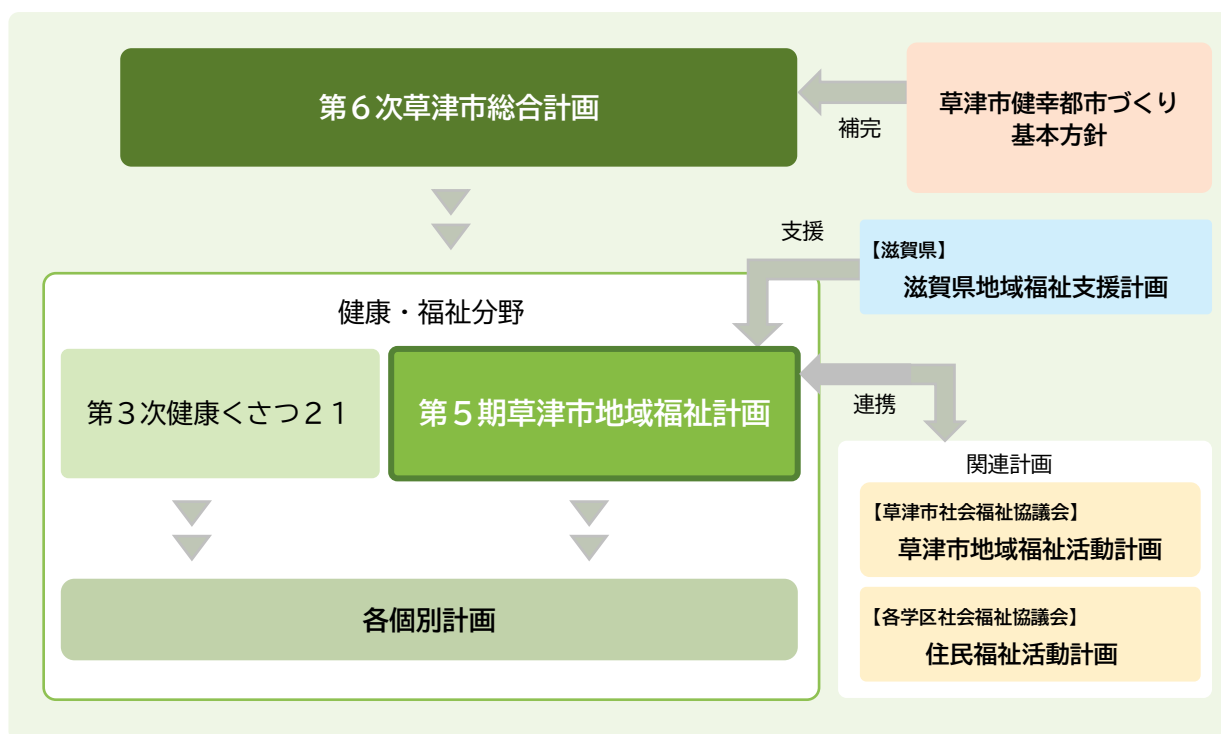 第６次草津市総合計画
補完
草津市健幸都市づくり
基本方針
支援
【滋賀県】
滋賀県地域福祉支援計画
健康・福祉分野
第３次健康くさつ２１
第５期草津市地域福祉計画
連携
関連計画
【草津市社会福祉協議会】
草津市地域福祉活動計画
【各学区社会福祉協議会】
住民福祉活動計画
各個別計画